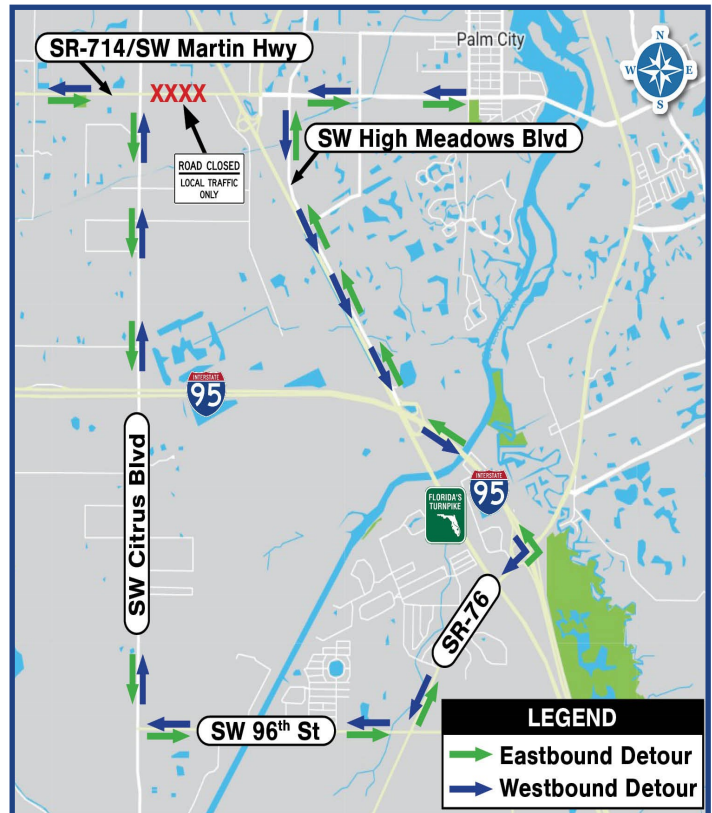 SR-714/SW Martin Hwy
Palm City
N
W
E
S
XXXX
SW High Meadows Blvd
ROAD CLOSED
LOCAL TRAFFIC
ONLY
INTERSTATE
95
SW Citrus Blvd
FLORIDA'S
TURNPIKE
INTERSTATE
95
SR-76
SW 96th St
LEGEND
Eastbound Detour
Westbound Detour